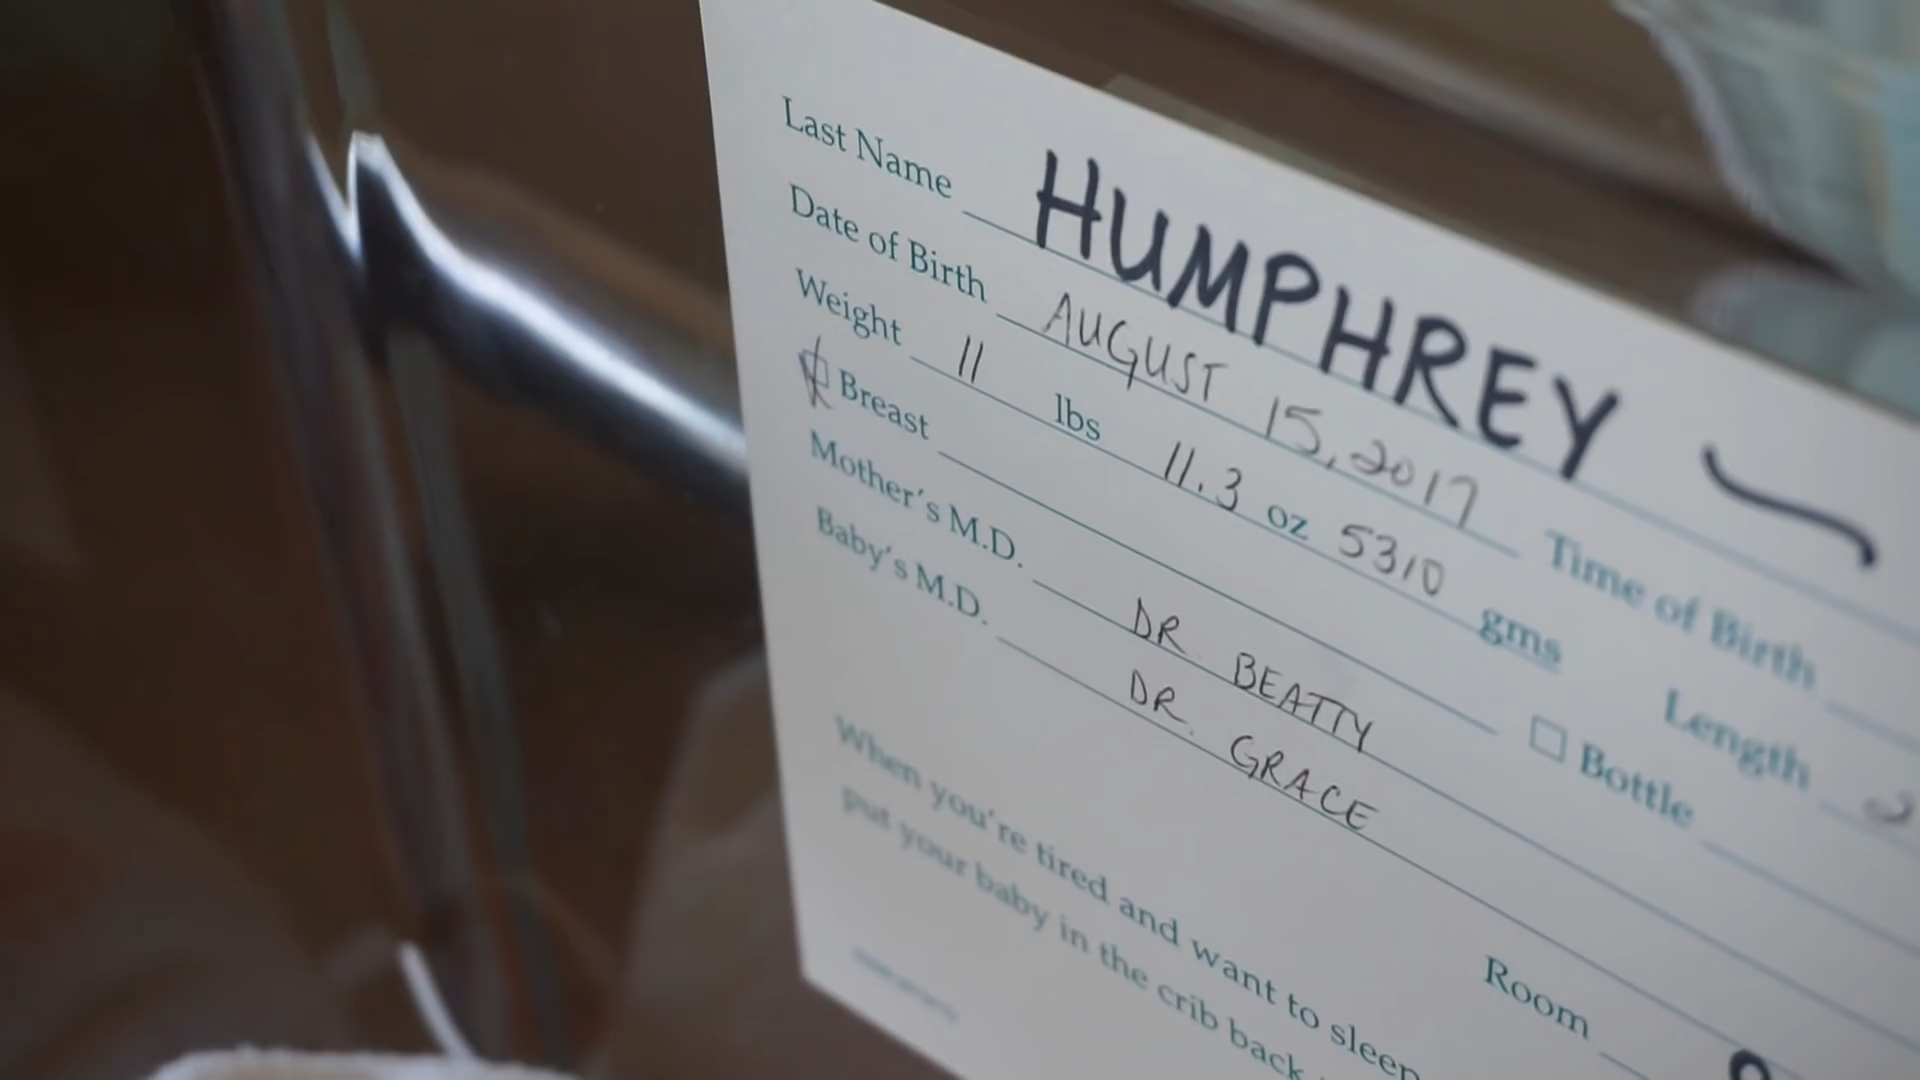 Last Name HUMPHREY
Date of Birth AUGUST 15, 2017 Time of Birth
Weight 11 lbs 11.3 oz 5310 gms Length 2
Breast Bottle
Mother's M.D. DR. BEATTY
Baby's M.D. DR. GRACE
Room
When you're tired and want to sleep
put your baby in the crib back